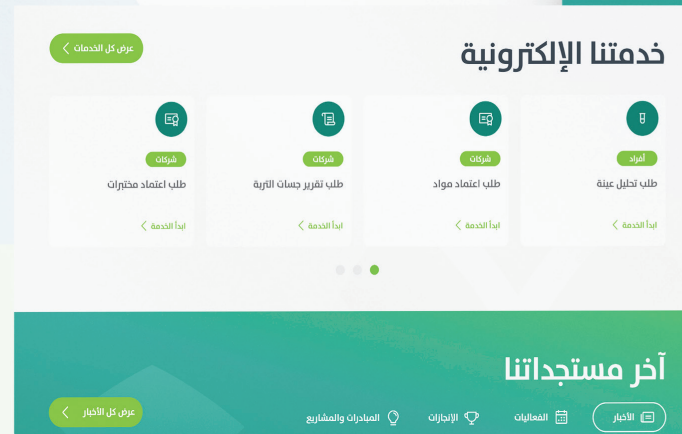 خدمتنا الإلكترونية
عرض كل الخدمات
أفراد
طلب تحليل عينة
ابدأ الخدمة
شركات
طلب اعتماد مواد
ابدأ الخدمة
شركات
طلب تقرير جسات التربة
ابدأ الخدمة
شركات
طلب اعتماد مختبرات
ابدأ الخدمة
آخر مستجداتنا
الأخبار
الفعاليات
الإنجازات
المبادرات والمشاريع
عرض كل الأخبار